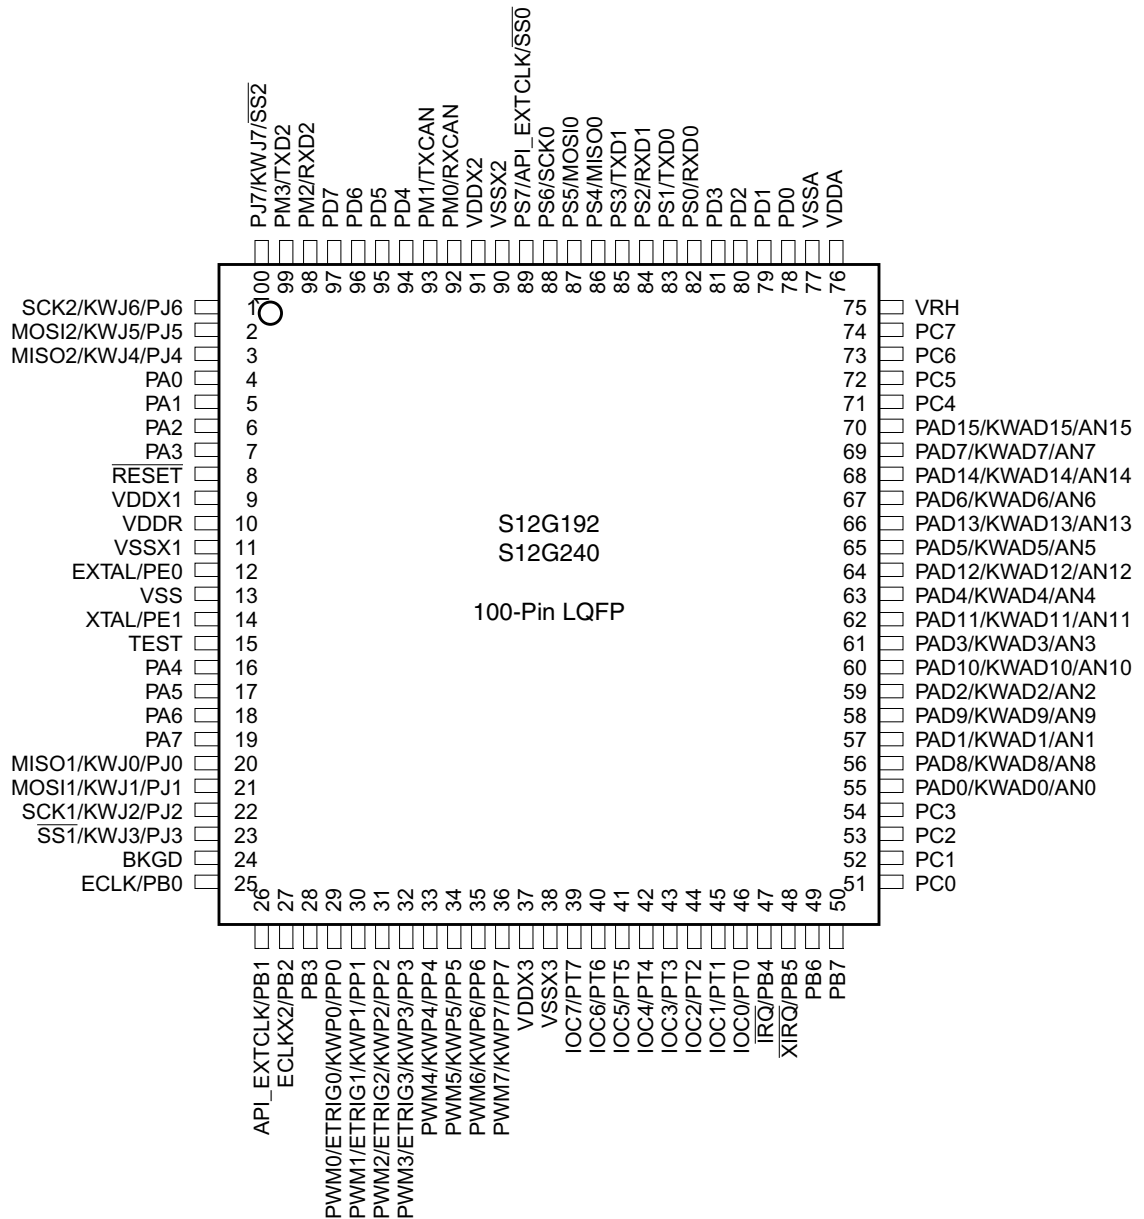 PJ7/KWJ7/SS2
PM3/TXD2
PM2/RXD2
PD7
PD6
PD5
PD4
PM1/TXCAN
PM0/RXCAN
VDDX2
VSSX2
PS7/API_EXTCLK/SS0
PS6/SCK0
PS5/MOSI0
PS4/MISO0
PS3/TXD1
PS2/RXD1
PS1/TXD0
PS0/RXD0
PD3
PD2
PD1
PD0
VSSA
VDDA
100
99
98
97
96
95
94
93
92
91
90
89
88
87
86
85
84
83
82
81
80
79
78
77
76
SCK2/KWJ6/PJ6 1
MOSI2/KWJ5/PJ5 2
MISO2/KWJ4/PJ4 3
PA0 4
PA1 5
PA2 6
PA3 7
RESET 8
VDDX1 9
VDDR 10
VSSX1 11
EXTAL/PE0 12
VSS 13
XTAL/PE1 14
TEST 15
PA4 16
PA5 17
PA6 18
PA7 19
MISO1/KWJ0/PJ0 20
MOSI1/KWJ1/PJ1 21
SCK1/KWJ2/PJ2 22
SS1/KWJ3/PJ3 23
BKGD 24
ECLK/PB0 25
S12G192
S12G240
100-Pin LQFP
75 VRH
74 PC7
73 PC6
72 PC5
71 PC4
70 PAD15/KWAD15/AN15
69 PAD7/KWAD7/AN7
68 PAD14/KWAD14/AN14
67 PAD6/KWAD6/AN6
66 PAD13/KWAD13/AN13
65 PAD5/KWAD5/AN5
64 PAD12/KWAD12/AN12
63 PAD4/KWAD4/AN4
62 PAD11/KWAD11/AN11
61 PAD3/KWAD3/AN3
60 PAD10/KWAD10/AN10
59 PAD2/KWAD2/AN2
58 PAD9/KWAD9/AN9
57 PAD1/KWAD1/AN1
56 PAD8/KWAD8/AN8
55 PAD0/KWAD0/AN0
54 PC3
53 PC2
52 PC1
51 PC0
26
27
28
29
30
31
32
33
34
35
36
37
38
39
40
41
42
43
44
45
46
47
48
49
50
API_EXTCLK/PB1
ECLKX2/PB2
PB3
PWM0/ETRIG0/KWP0/PP0
PWM1/ETRIG1/KWP1/PP1
PWM2/ETRIG2/KWP2/PP2
PWM3/ETRIG3/KWP3/PP3
PWM4/KWP4/PP4
PWM5/KWP5/PP5
PWM6/KWP6/PP6
PWM7/KWP7/PP7
VDDX3
VSSX3
IOC7/PT7
IOC6/PT6
IOC5/PT5
IOC4/PT4
IOC3/PT3
IOC2/PT2
IOC1/PT1
IOC0/PT0
IRQ/PB4
XIRQ/PB5
PB6
PB7